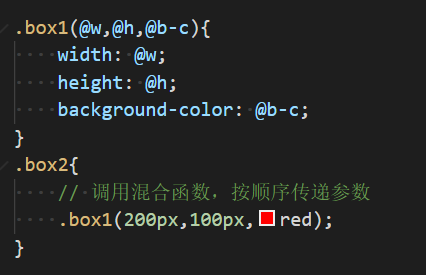 .box1(@w,@h,@b-c){
    width: @w;
    height: @h;
    background-color: @b-c;
}
.box2{
    // 调用混合函数，按顺序传递参数
    .box1(200px,100px,red);
}